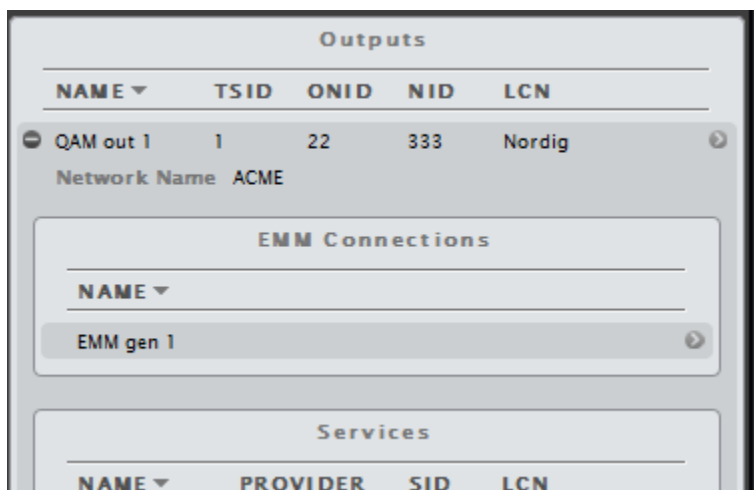 Outputs
NAME TSID ONID NID LCN
QAM out 1 1 22 333 Nordig
Network Name ACME
EMM Connections
NAME
EMM gen 1
Services
NAME PROVIDER SID LCN